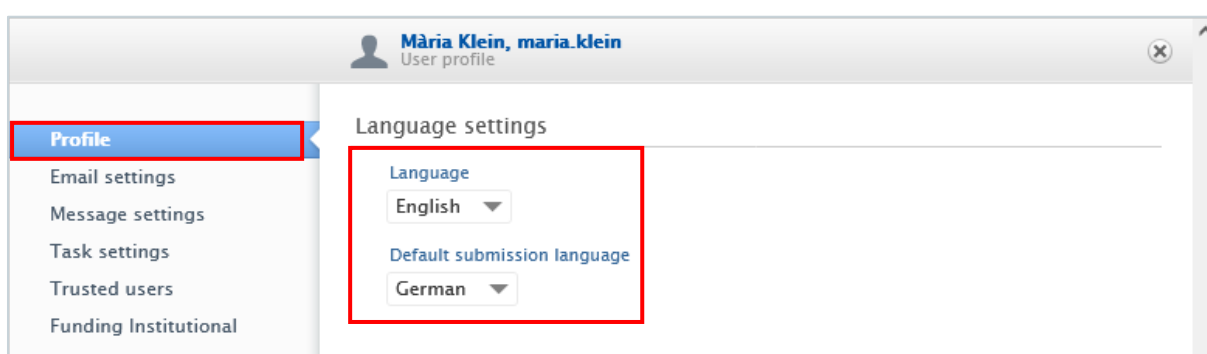 Mària Klein, maria.klein
User profile
Profile
Email settings
Message settings
Task settings
Trusted users
Funding Institutional
Language settings
Language
English
Default submission language
German